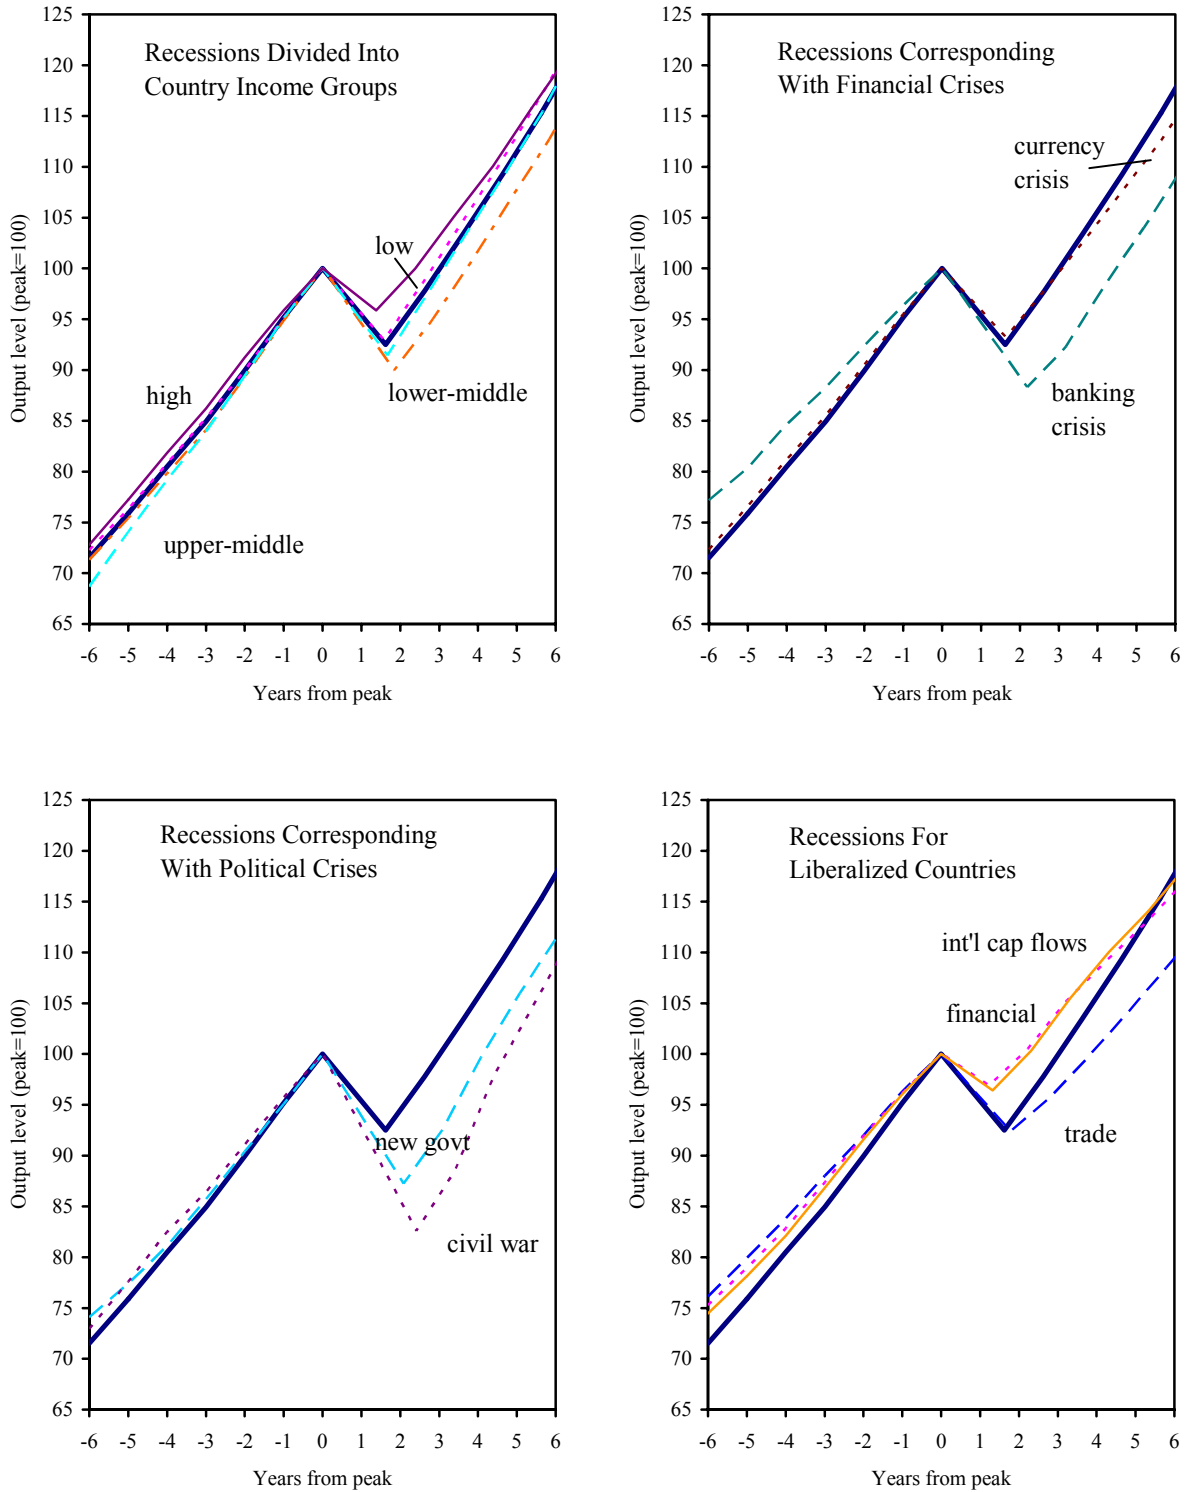 Recessions Divided Into
Country Income Groups
Output level (peak=100)
125
120
115
110
105
100
95
90
85
80
75
70
65
low
high
lower-middle
upper-middle
-6 -5 -4 -3 -2 -1 0 1 2 3 4 5 6
Years from peak
Recessions Corresponding
With Financial Crises
Output level (peak=100)
125
120
115
110
105
100
95
90
85
80
75
70
65
currency
crisis
banking
crisis
-6 -5 -4 -3 -2 -1 0 1 2 3 4 5 6
Years from peak
Recessions Corresponding
With Political Crises
Output level (peak=100)
125
120
115
110
105
100
95
90
85
80
75
70
65
new govt
civil war
-6 -5 -4 -3 -2 -1 0 1 2 3 4 5 6
Years from peak
Recessions For
Liberalized Countries
Output level (peak=100)
125
120
115
110
105
100
95
90
85
80
75
70
65
int'l cap flows
financial
trade
-6 -5 -4 -3 -2 -1 0 1 2 3 4 5 6
Years from peak